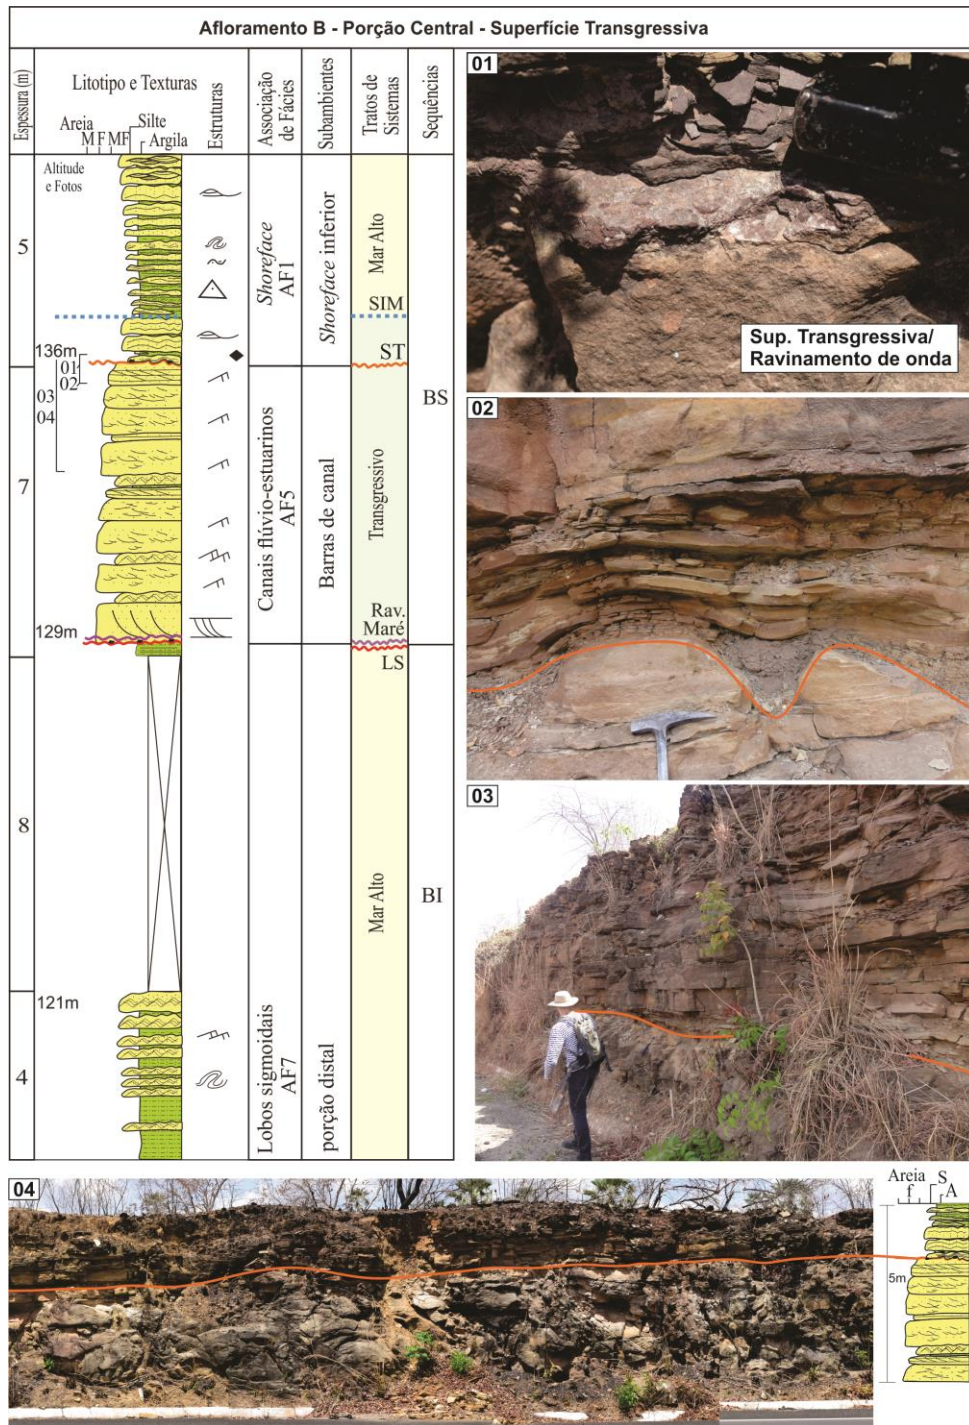 Afloramento B - Porção Central - Superfície Transgressiva
Espessura (m)
Litotipo e Texturas
Areia
M F MF
Silte
Argila
Estruturas
Associação
de Fácies
Subambientes
Tratos de
Sistemas
Sequências
Altitude
e Fotos
5
7
8
4
136m
01
02
03
04
129m
121m
Shoreface
AF1
Canais flúvio-estuarinos
AF5
Lobos sigmoidais
AF7
Shoreface inferior
Barras de canal
porção distal
Mar Alto
SIM
ST
Transgressivo
Rav.
Maré
LS
Mar Alto
BS
BI
01
Sup. Transgressiva/
Ravinamento de onda
02
03
04
Areia
f
S
A
5m